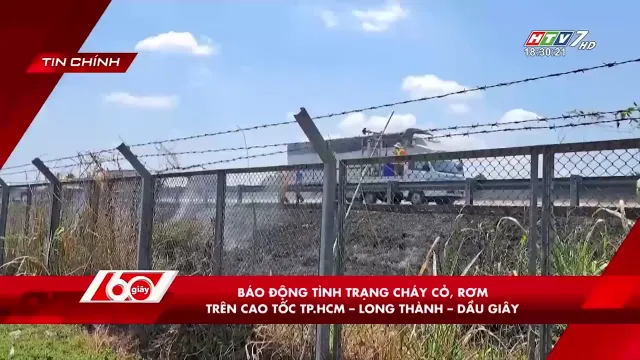 TIN CHÍNH
HTV7 HD
18:30:21
60 giây
BÁO ĐỘNG TÌNH TRẠNG CHÁY CỎ, RƠM
TRÊN CAO TỐC TP.HCM – LONG THÀNH – DẦU GIÂY